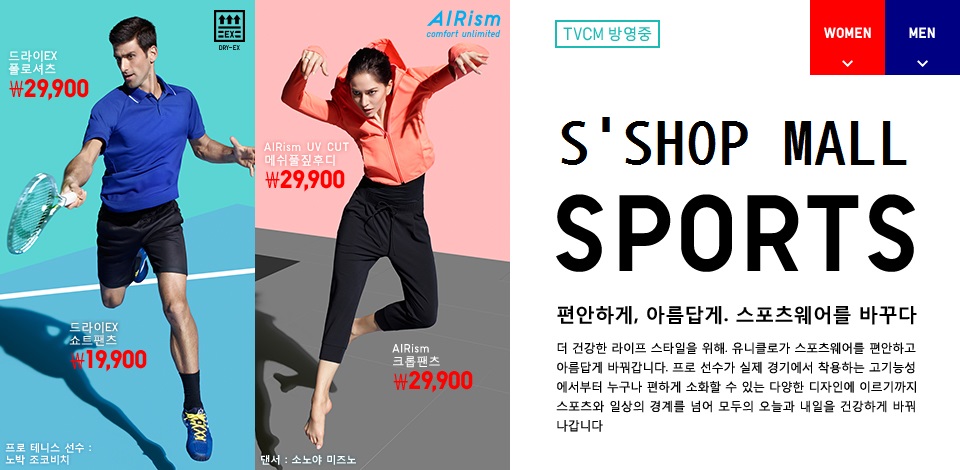 드라이EX
폴로셔츠
₩29,900
EX
DRY-EX
드라이EX
쇼트팬츠
₩19,900
프로 테니스 선수 :
노박 조코비치
AIRism
comfort unlimited
AIRism UV CUT
메쉬풀짚후디
₩29,900
AIRism
크롭팬츠
₩29,900
댄서 : 소노야 미즈노
TVCM 방영중
WOMEN
MEN
S'SHOP MALL
SPORTS
편안하게, 아름답게. 스포츠웨어를 바꾸다
더 건강한 라이프 스타일을 위해. 유니클로가 스포츠웨어를 편안하고
아름답게 바꿔갑니다. 프로 선수가 실제 경기에서 착용하는 고기능성
에서부터 누구나 편하게 소화할 수 있는 다양한 디자인에 이르기까지
스포츠와 일상의 경계를 넘어 모두의 오늘과 내일을 건강하게 바꿔
나갑니다